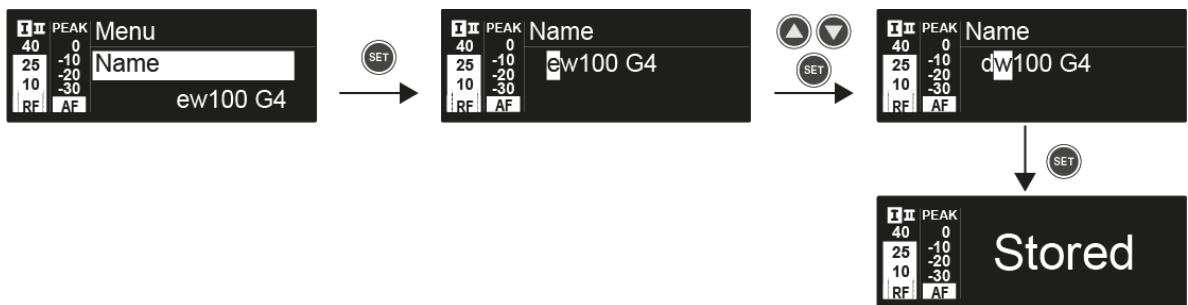 I II PEAK Menu
40 0
25 -10 Name
-20
10 -30
RF AF ew100 G4
SET
I II PEAK Name
40 0
25 -10 ew100 G4
-20
10 -30
RF AF
SET
I II PEAK Name
40 0
25 -10 dw100 G4
-20
10 -30
RF AF
SET
I II PEAK
40 0
25 -10 Stored
-20
10 -30
RF AF